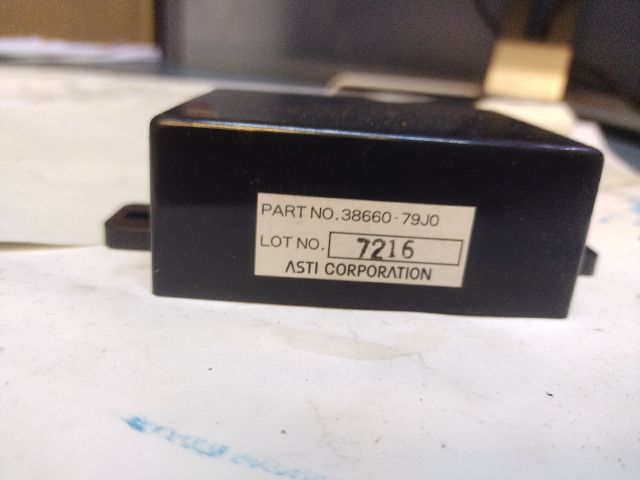 PART NO. 38660-79J0
LOT NO. 7216
ASTI CORPORATION